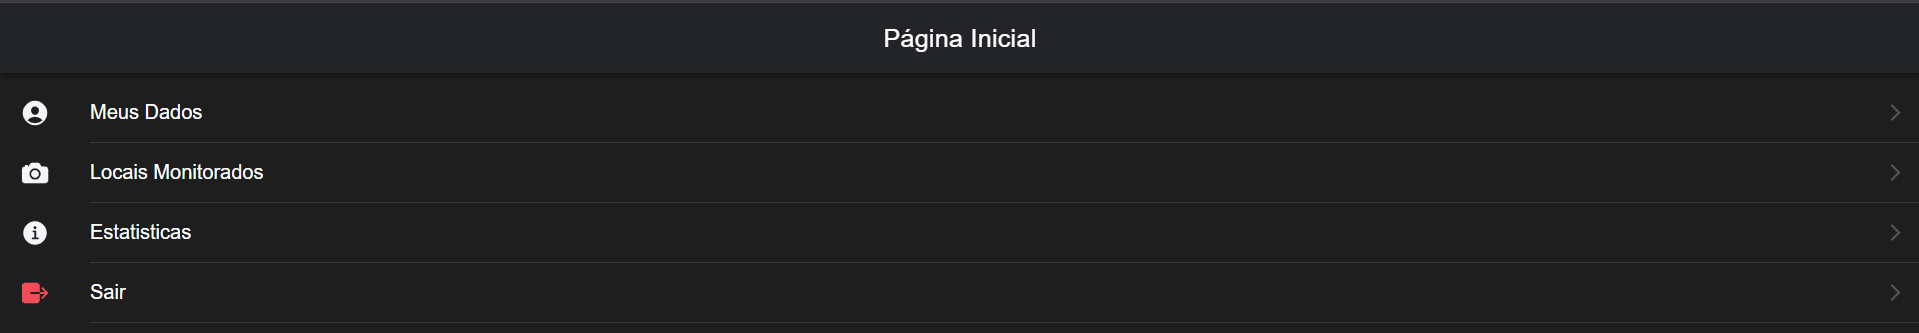 Página Inicial
Meus Dados
Locais Monitorados
Estatisticas
Sair